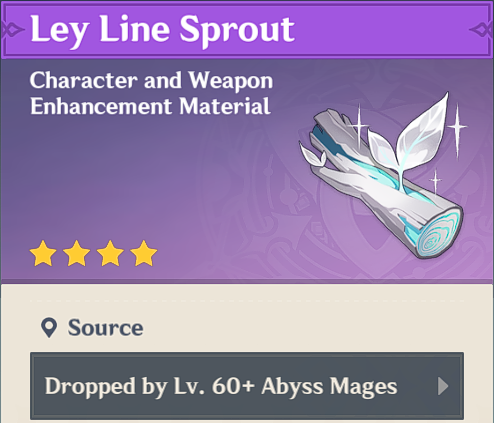 Ley Line Sprout
Character and Weapon
Enhancement Material
Source
Dropped by Lv. 60+ Abyss Mages